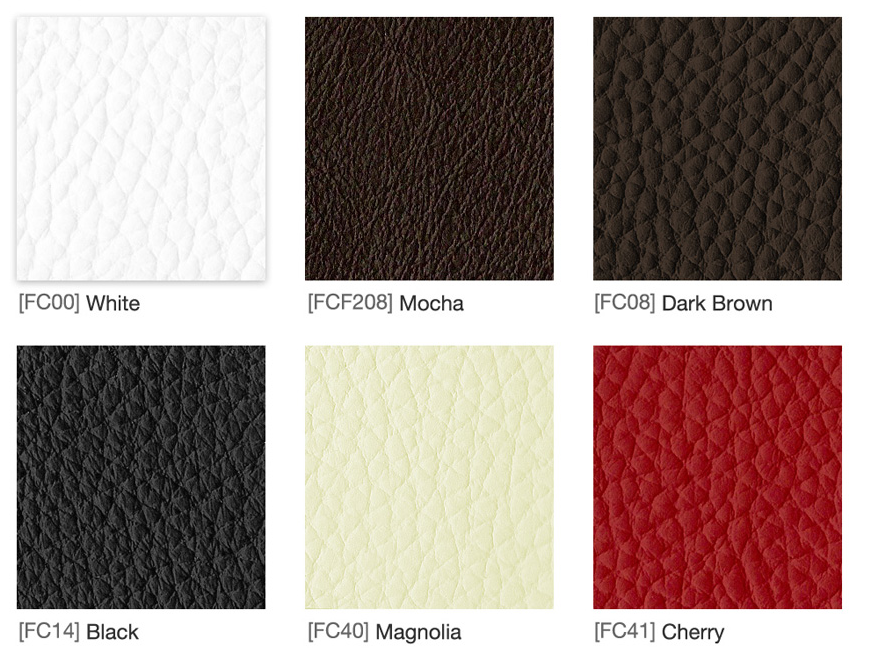 [FC00] White
[FCF208] Mocha
[FC08] Dark Brown
[FC14] Black
[FC40] Magnolia
[FC41] Cherry